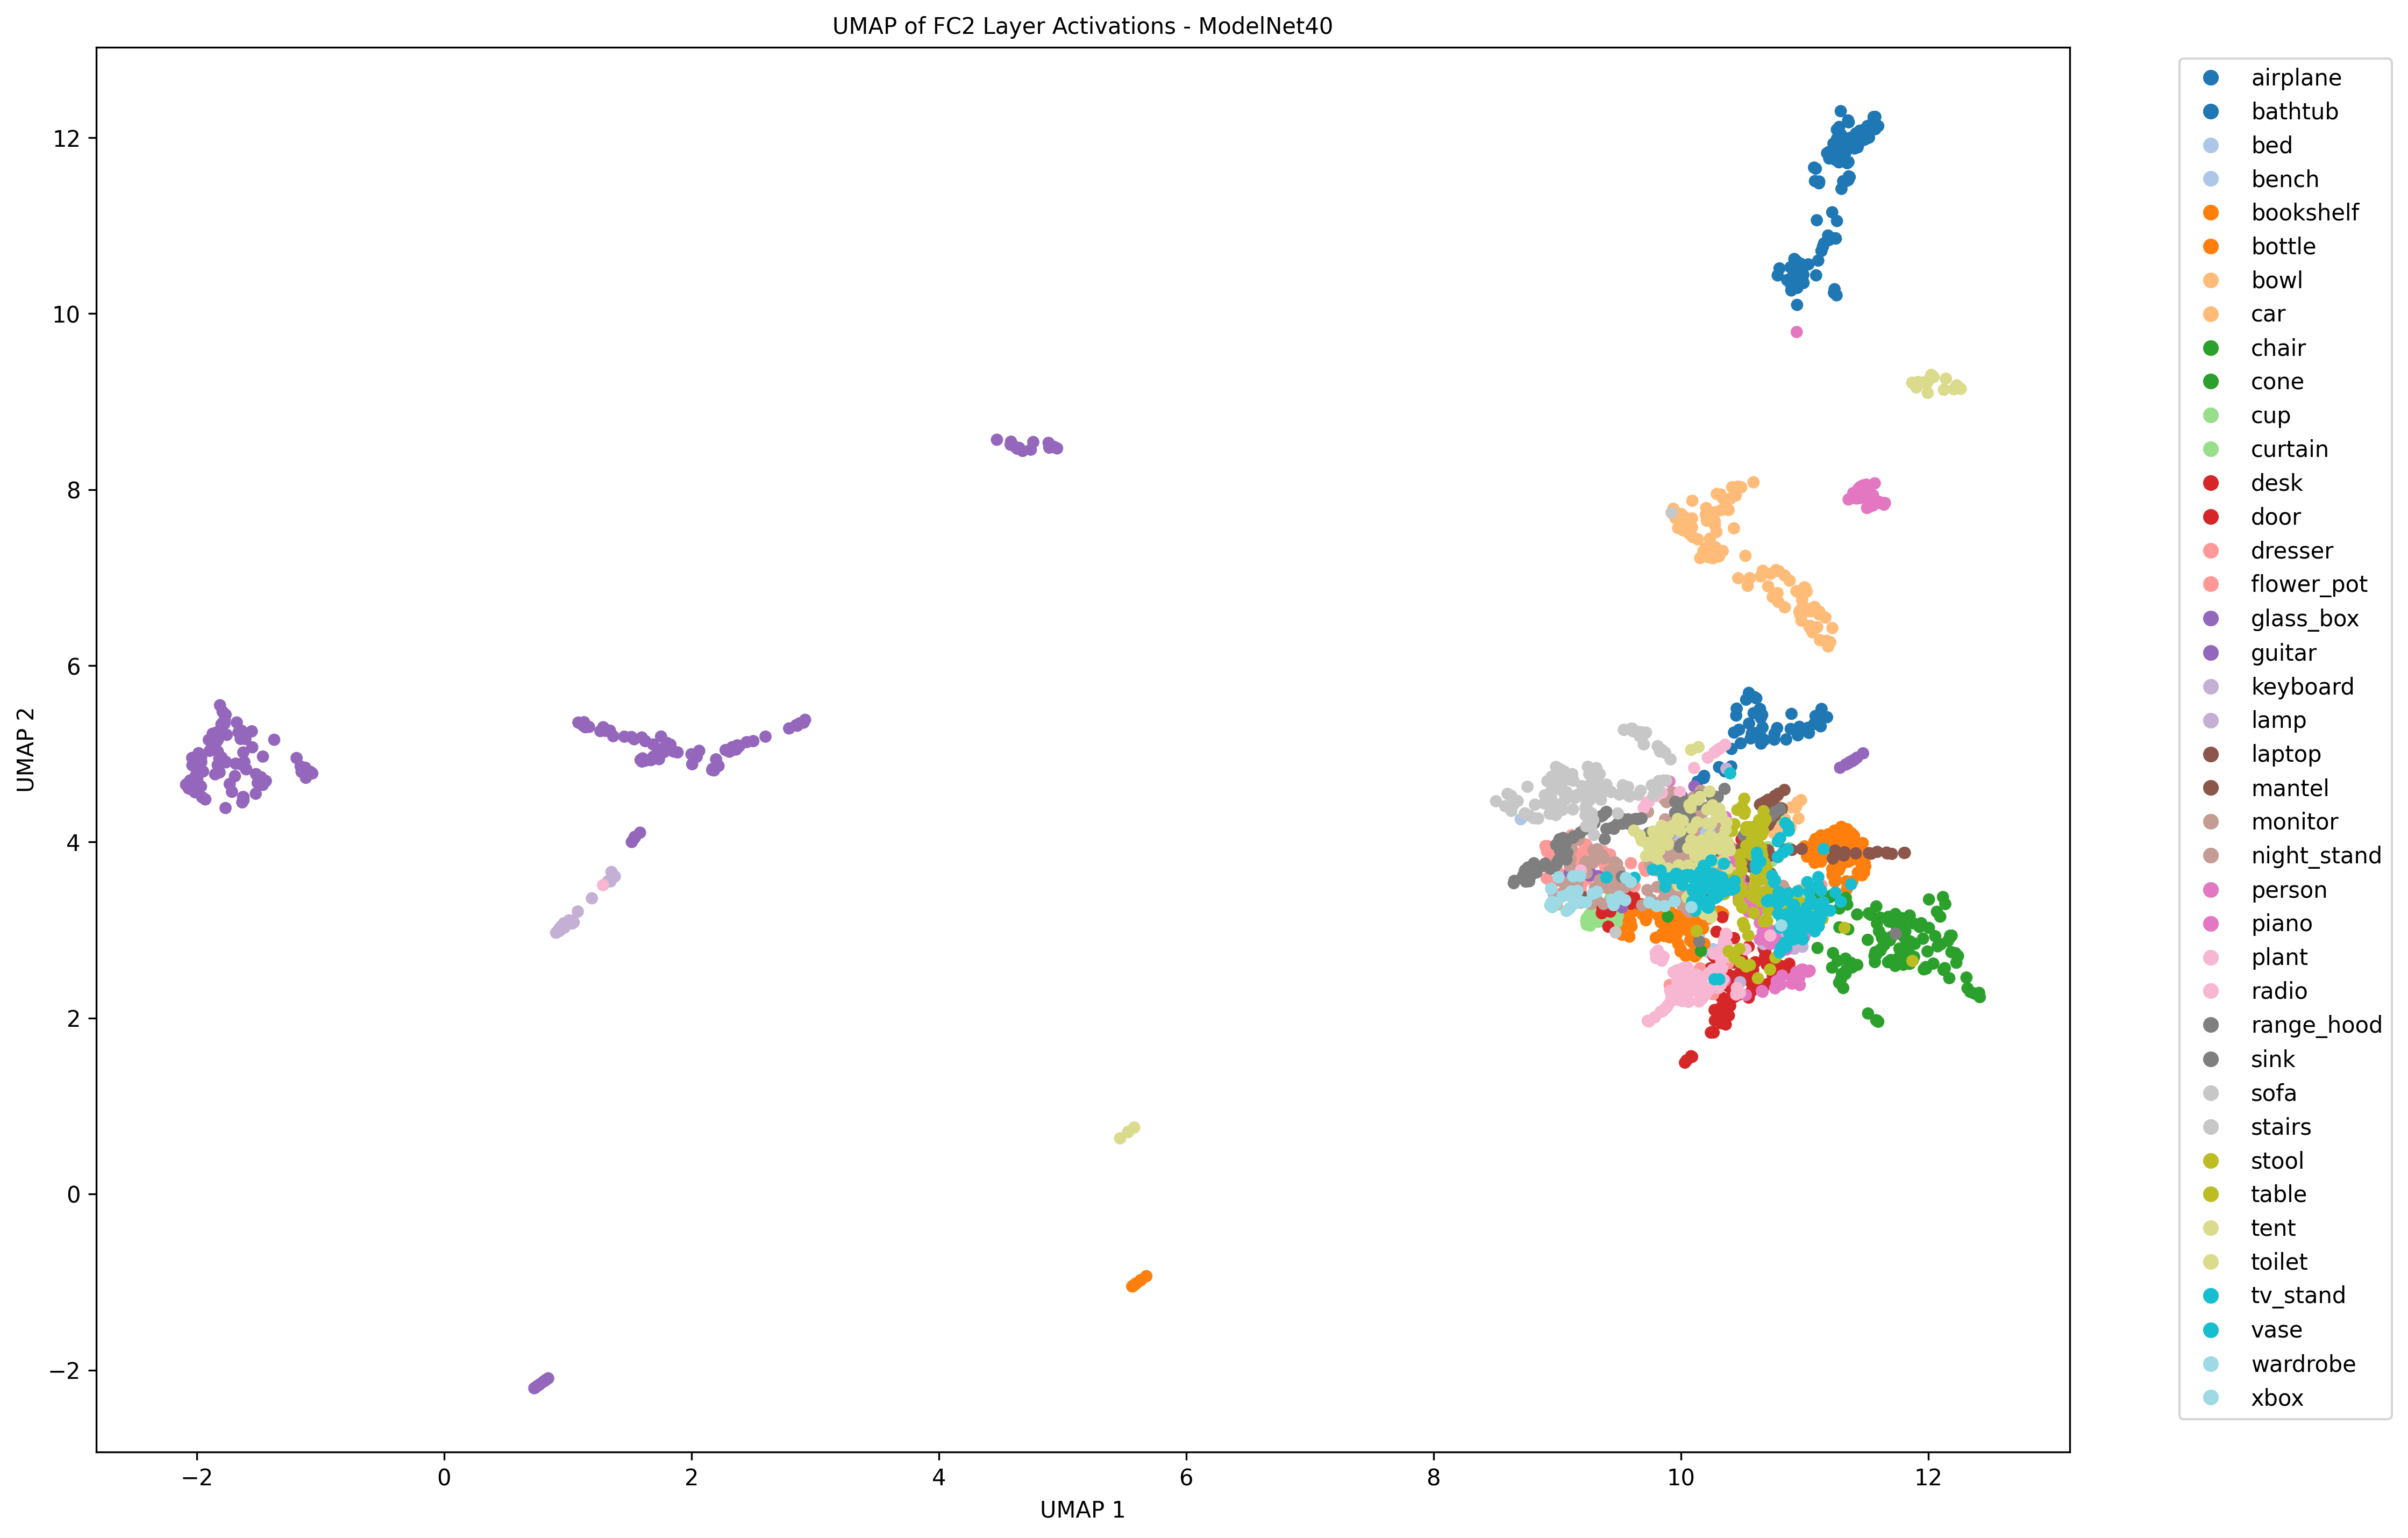 UMAP of FC2 Layer Activations - ModelNet40
12
10
8
6
4
2
0
−2
UMAP 2
−2 0 2 4 6 8 10 12
UMAP 1
airplane
bathtub
bed
bench
bookshelf
bottle
bowl
car
chair
cone
cup
curtain
desk
door
dresser
flower_pot
glass_box
guitar
keyboard
lamp
laptop
mantel
monitor
night_stand
person
piano
plant
radio
range_hood
sink
sofa
stairs
stool
table
tent
toilet
tv_stand
vase
wardrobe
xbox